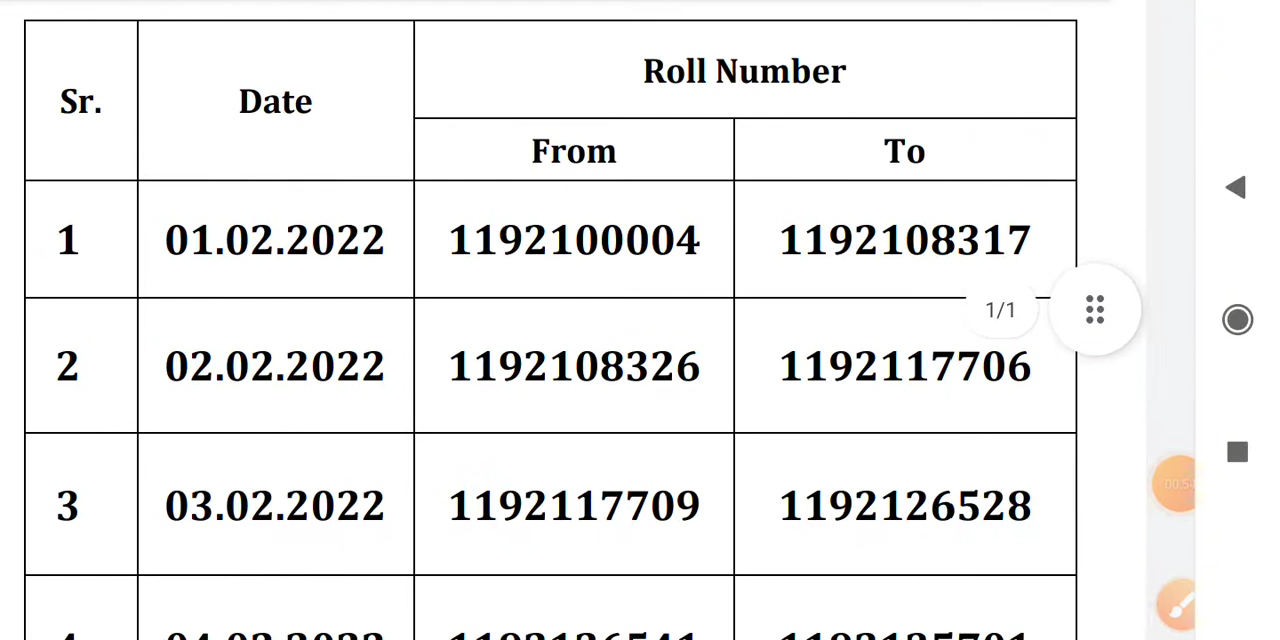 Sr. Date Roll Number
From To
1 01.02.2022 1192100004 1192108317
1/1
2 02.02.2022 1192108326 1192117706
3 03.02.2022 1192117709 1192126528